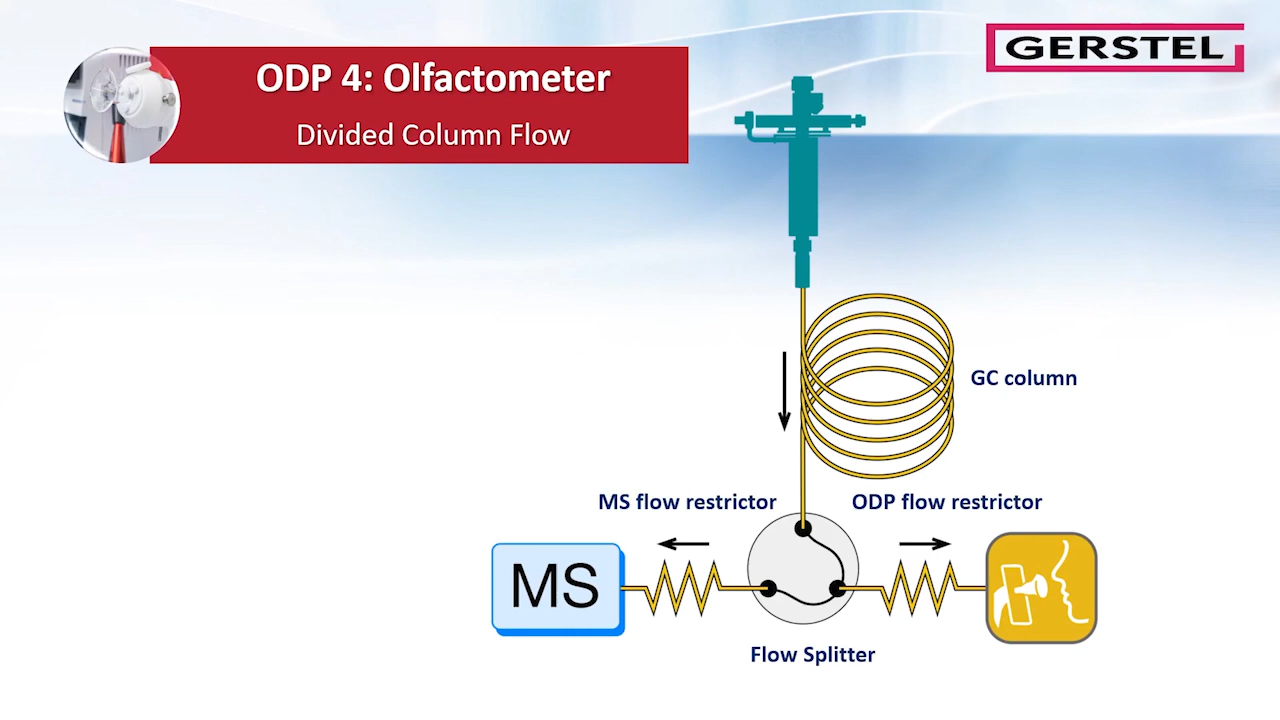 ODP 4: Olfactometer
Divided Column Flow
GERSTEL
GC column
MS flow restrictor
ODP flow restrictor
MS
Flow Splitter